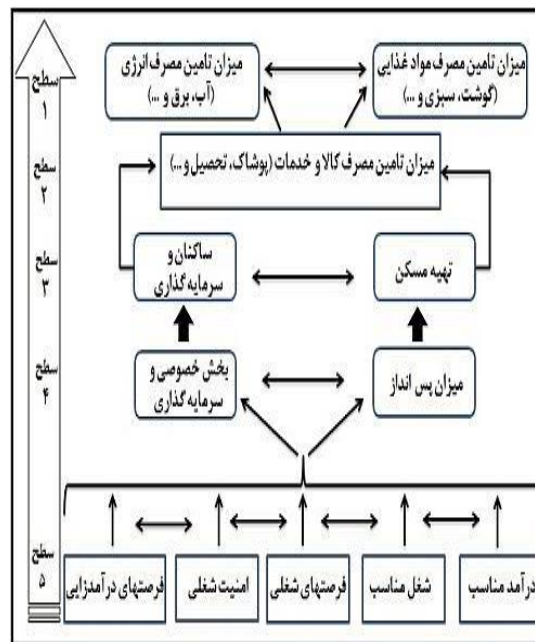 سطح
۱
میزان تامین مصرف مواد غذایی
(گوشت، سبزی و ...)
میزان تامین مصرف انرژی
(آب، برق و ...)
سطح
۲
میزان تامین مصرف کالا و خدمات (پوشاک، تحصیل و ...)
سطح
۳
تهیه مسکن
ساکنان و
سرمایه گذاری
سطح
۴
میزان پس انداز
بخش خصوصی و
سرمایه گذاری
سطح
۵
درآمد مناسب
شغل مناسب
فرصتهای شغلی
امنیت شغلی
فرصتهای درآمدزایی